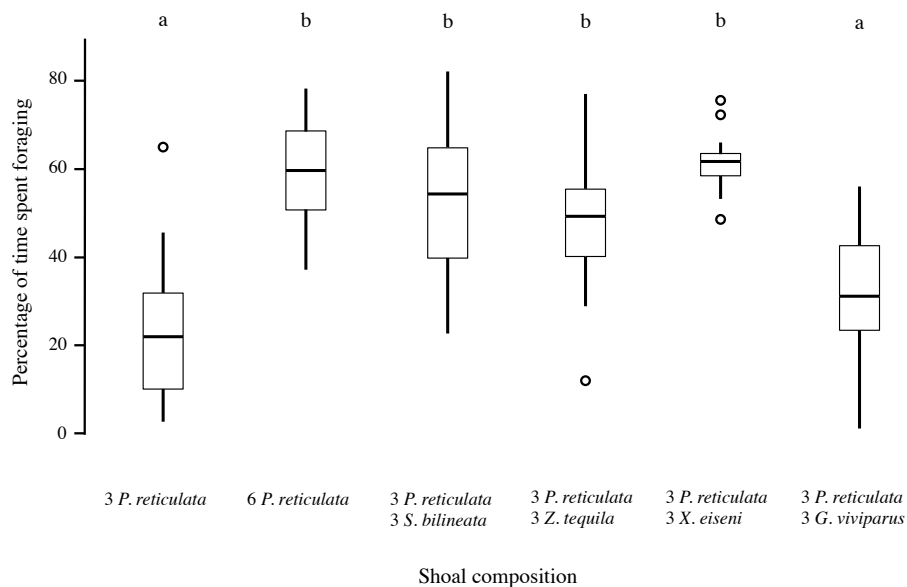 a b b b b a
Percentage of time spent foraging
80
60
40
20
0
3 P. reticulata
6 P. reticulata
3 P. reticulata
3 S. bilineata
3 P. reticulata
3 Z. tequila
3 P. reticulata
3 X. eiseni
3 P. reticulata
3 G. viviparus
Shoal composition